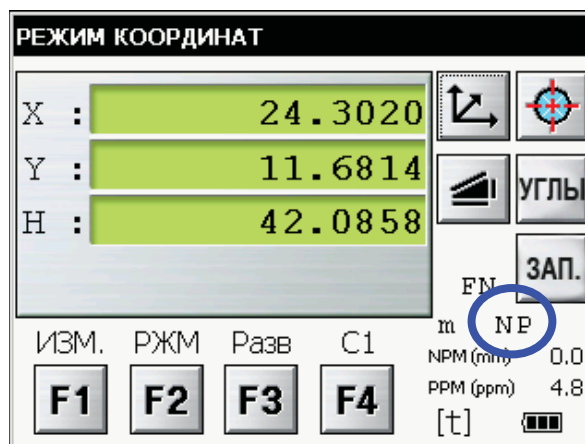 РЕЖИМ КООРДИНАТ
X : 24.3020
Y : 11.6814
УГЛЫ
H : 42.0858
ЗАП.
FN
m NP
ИЗМ. РЖМ Разв С1
NPM (mm) 0.0
F1 F2 F3 F4
PPM (ppm) 4.8
[t]